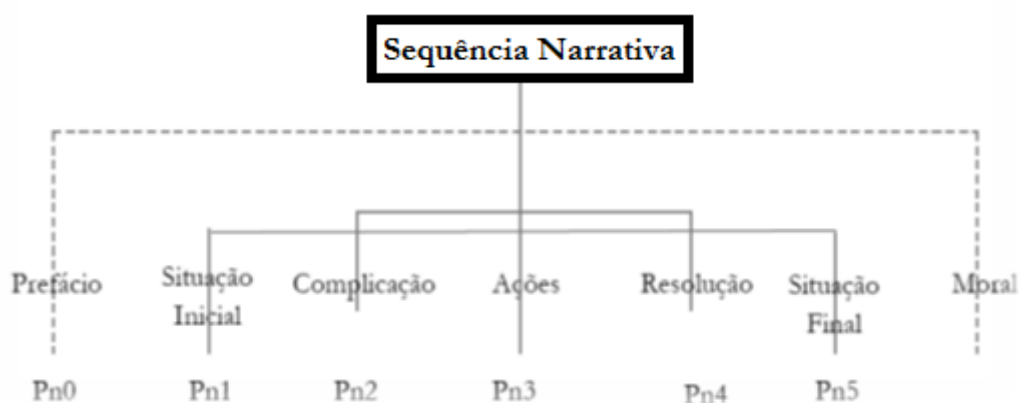 Sequência Narrativa
Prefácio
Situação
Inicial
Complicação
Ações
Resolução
Situação
Final
Moral
Pn0
Pn1
Pn2
Pn3
Pn4
Pn5